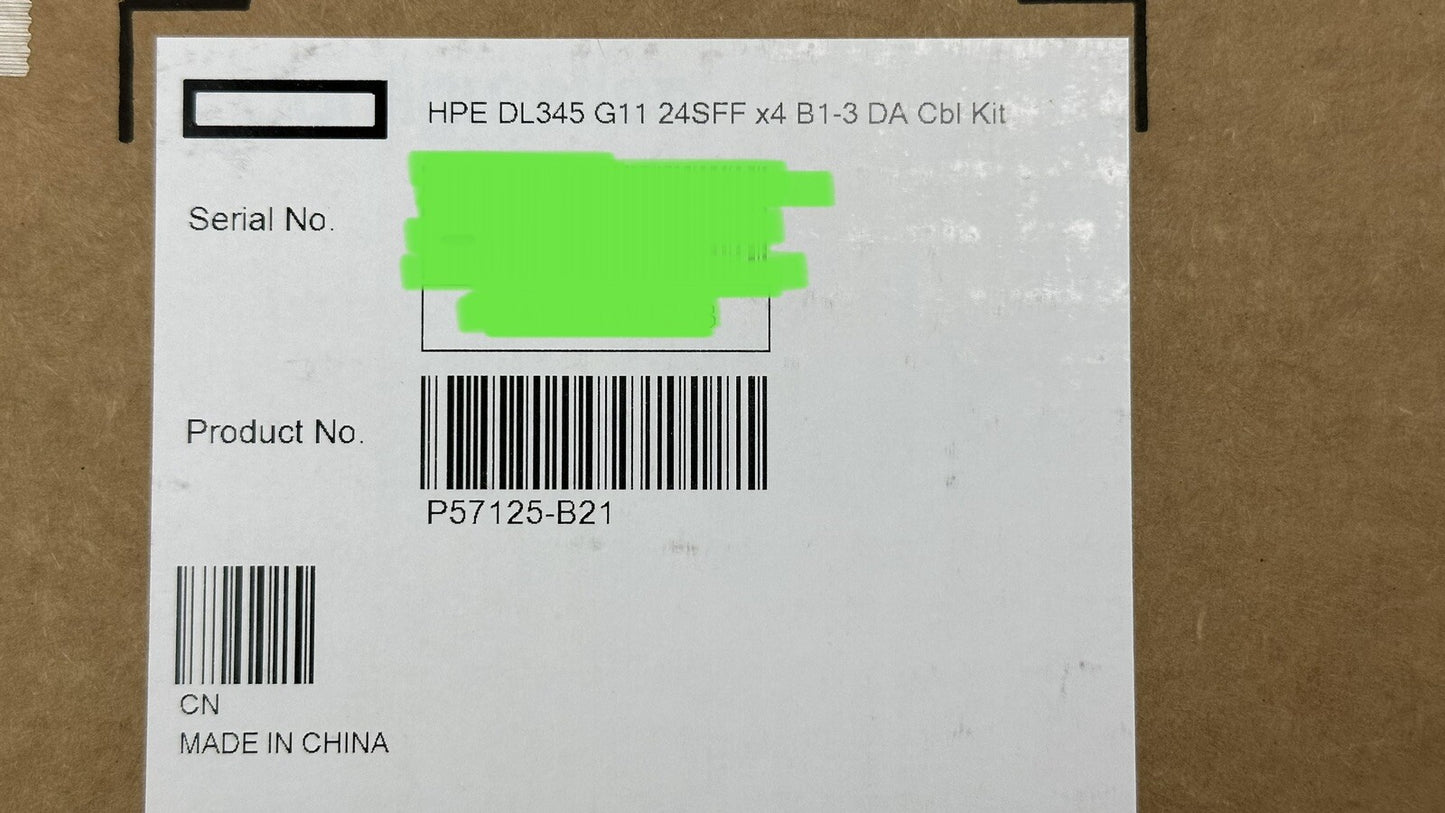 HPE DL345 G11 24SFF x4 B1-3 DA Cbl Kit
Serial No.
Product No.
P57125-B21
CN
MADE IN CHINA